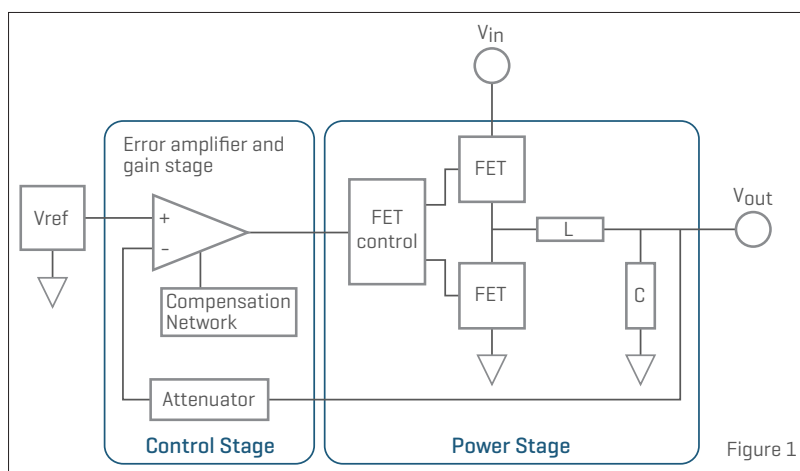 Vin
Error amplifier and
gain stage
Vref
+
–
FET
control
FET
FET
L
C
Vout
Compensation
Network
Attenuator
Control Stage
Power Stage
Figure 1